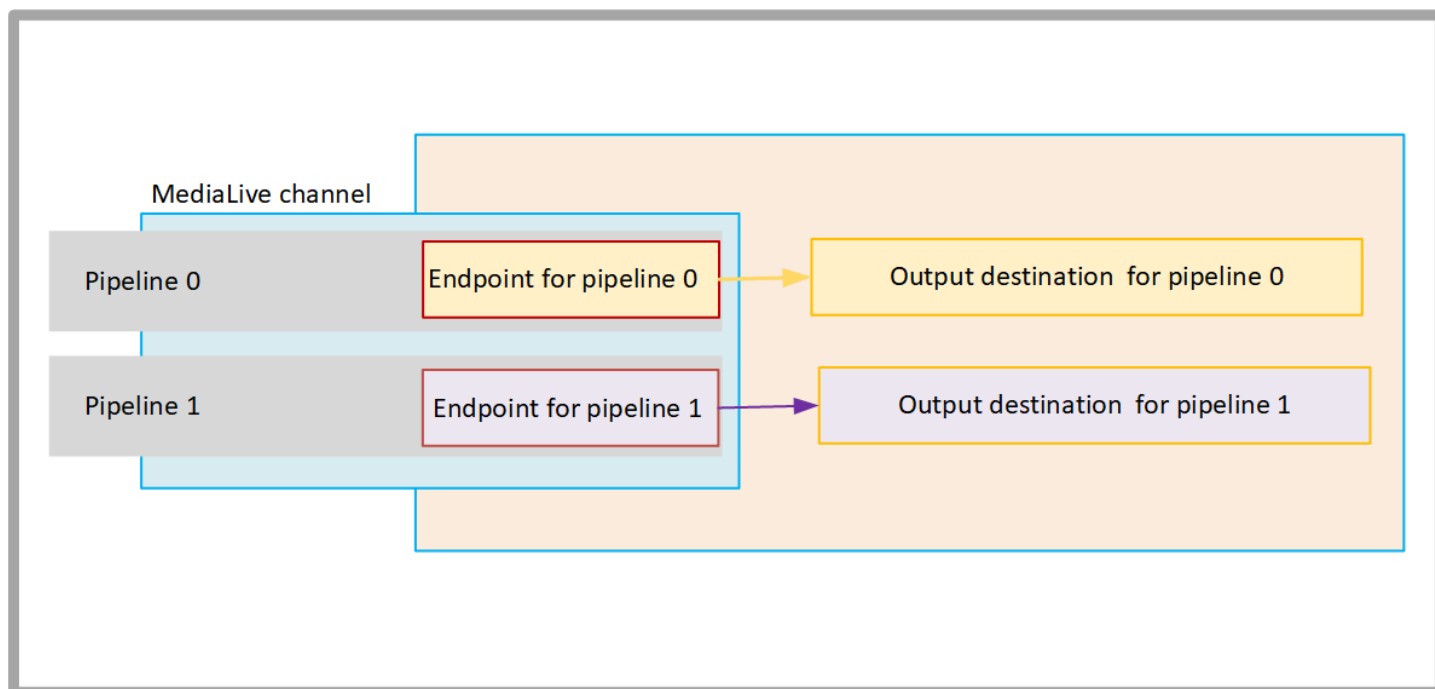 MediaLive channel
Pipeline 0
Endpoint for pipeline 0
Output destination  for pipeline 0
Pipeline 1
Endpoint for pipeline 1
Output destination  for pipeline 1